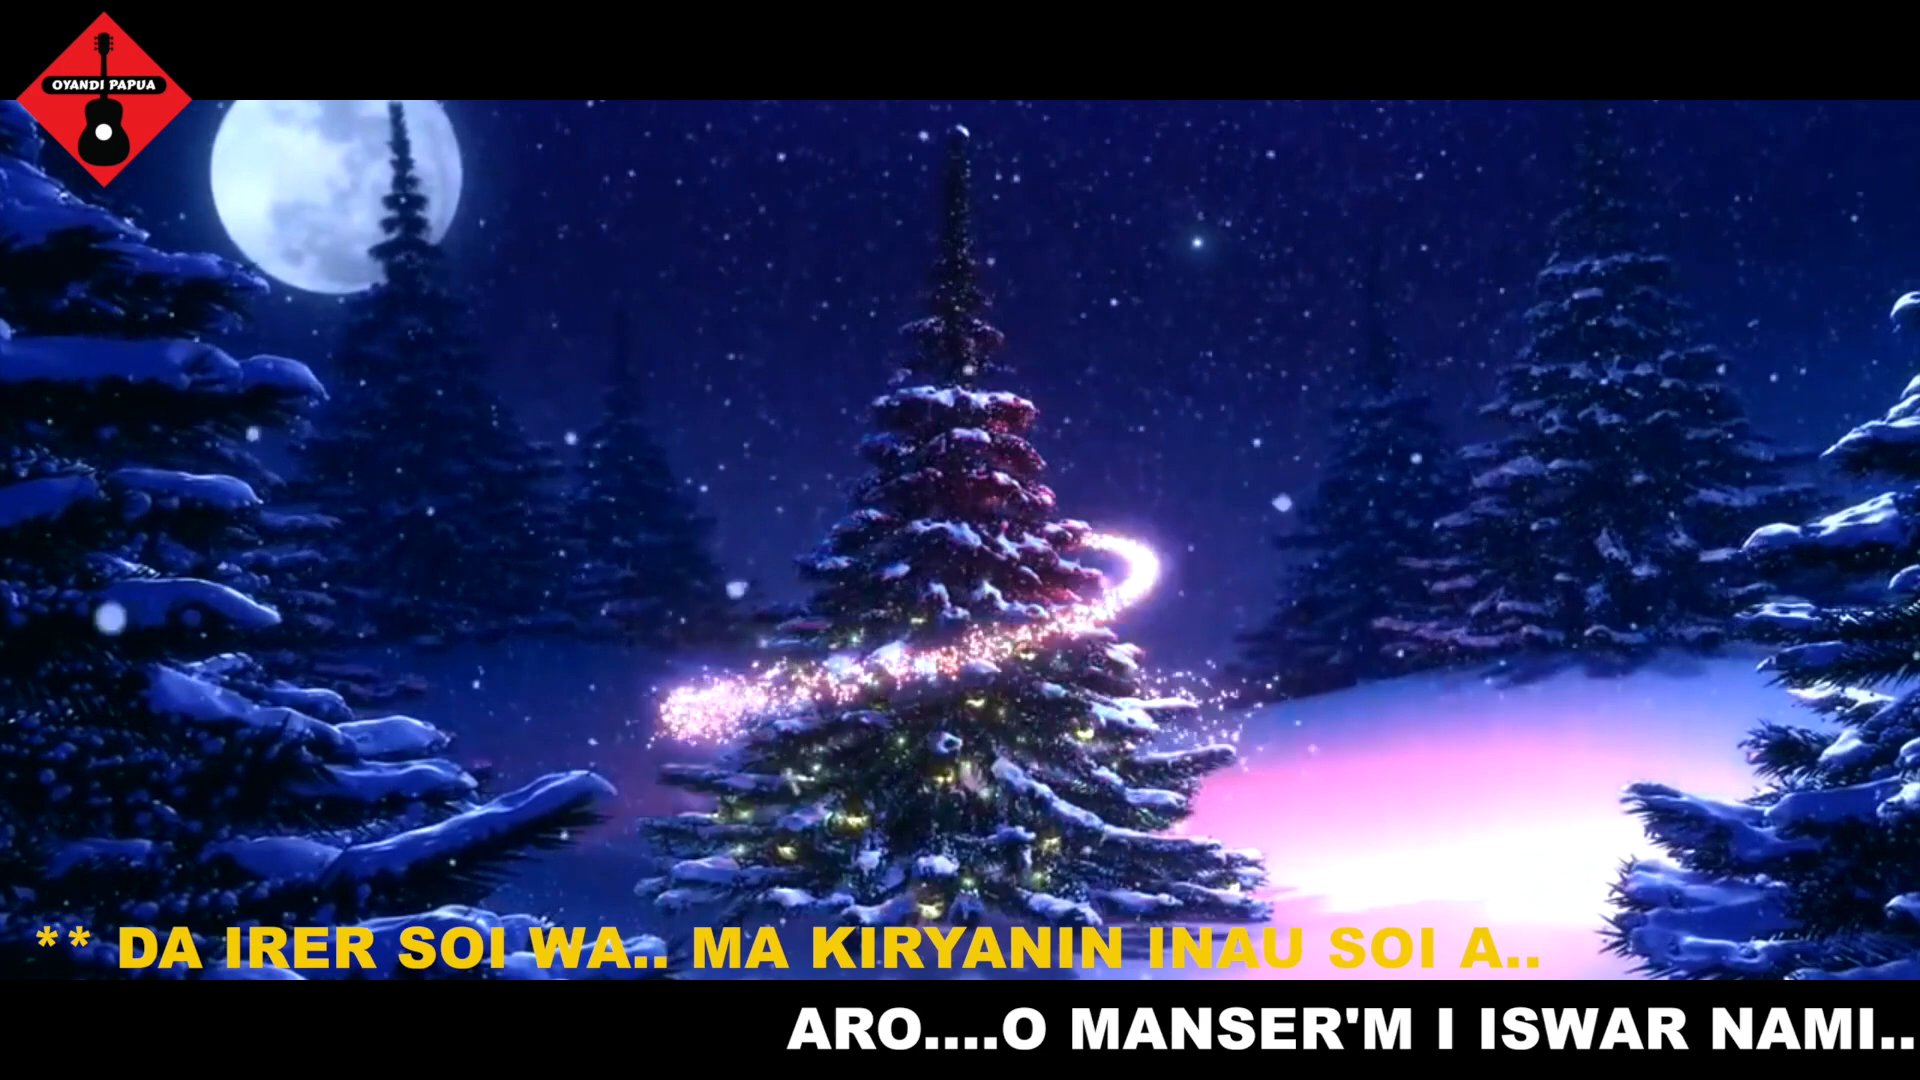 OYANDI PAPUA
** DA IRER SOI WA.. MA KIRYANIN INAU SOI A..
ARO....O MANSER'M I ISWAR NAMI..